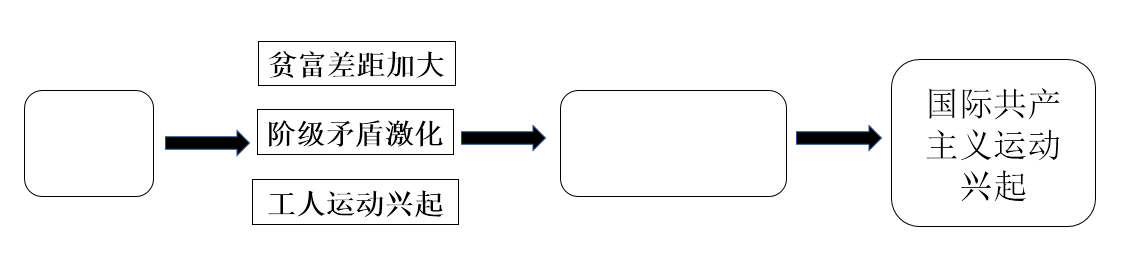 贫富差距加大
阶级矛盾激化
工人运动兴起
国际共产
主义运动
兴起